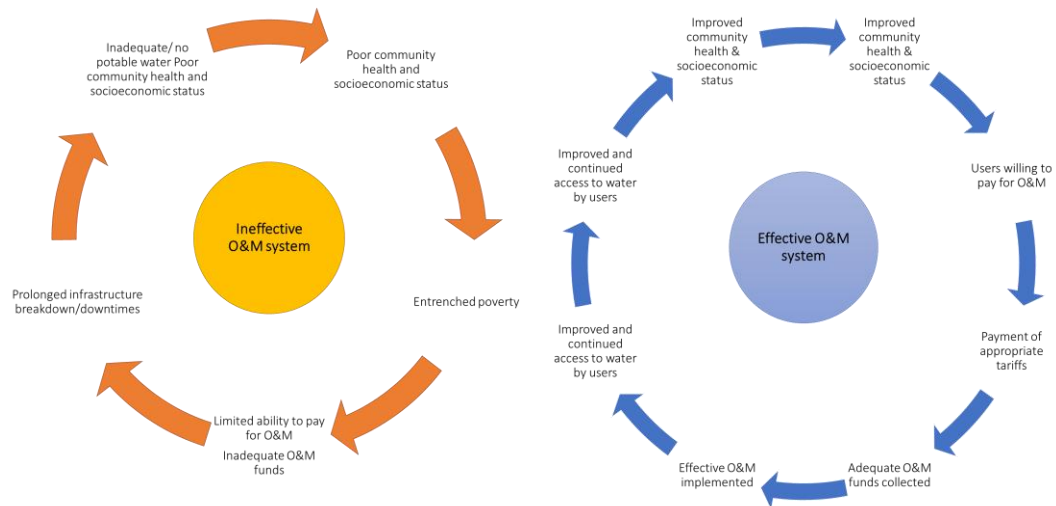 Inadequate/ no
potable water Poor
community health and
socioeconomic status
Poor community
health and
socioeconomic status
Entrenched poverty
Limited ability to pay
for O&M
Inadequate O&M
funds
Prolonged infrastructure
breakdown/downtimes
Ineffective
O&M system
Improved
community
health &
socioeconomic
status
Improved
community
health &
socioeconomic
status
Users willing to
pay for O&M
Payment of
appropriate
tariffs
Adequate O&M
funds collected
Effective O&M
implemented
Improved and
continued
access to water
by users
Improved and
continued
access to water
by users
Effective O&M
system